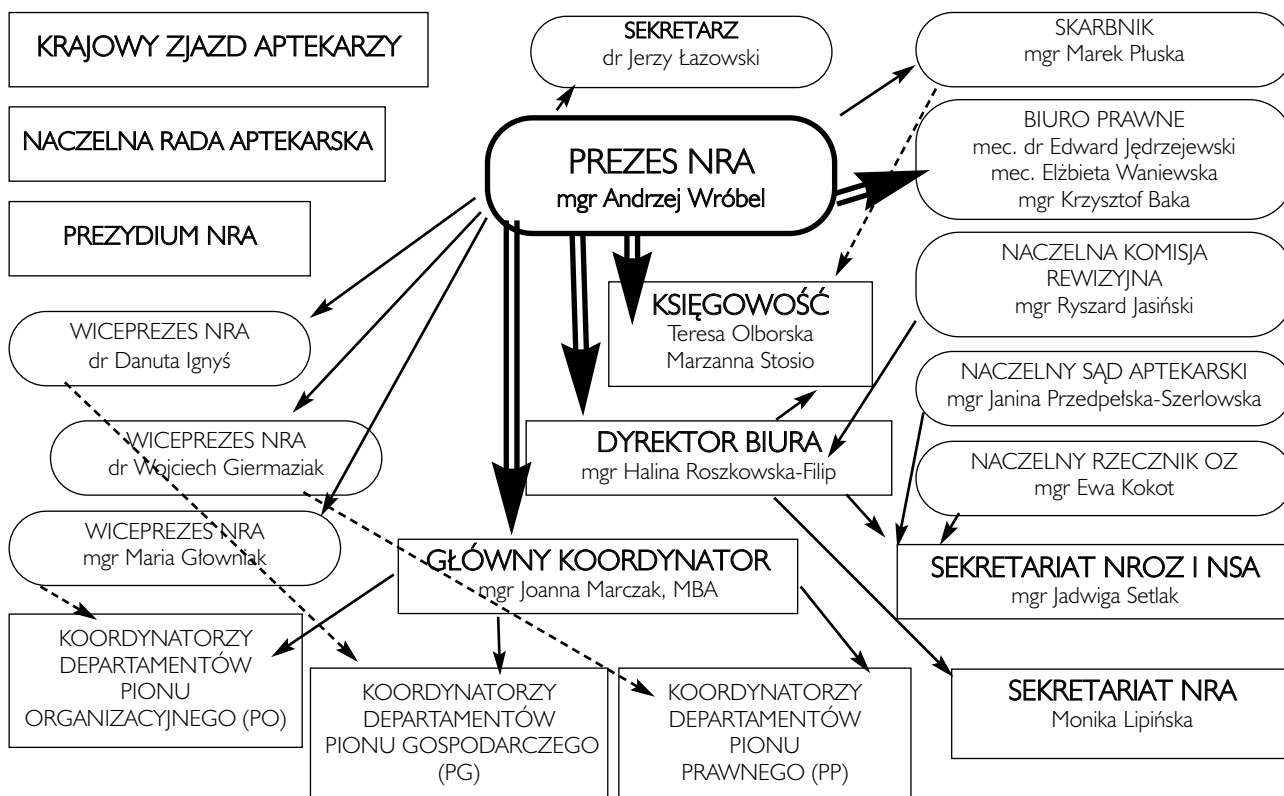 KRAJOWY ZJAZD APTEKARZY
NACZELNA RADA APTEKARSKA
PREZYDIUM NRA
SEKRETARZ
dr Jerzy Łazowski
SKARBNIK
mgr Marek Płuska
PREZES NRA
mgr Andrzej Wróbel
BIURO PRAWNE
mec. dr Edward Jędrzejewski
mec. Elżbieta Waniewska
mgr Krzysztof Baka
NACZELNA KOMISJA
REWIZYJNA
mgr Ryszard Jasiński
KSIĘGOWOŚĆ
Teresa Olborska
Marzanna Stosio
WICEPREZES NRA
dr Danuta Ignyś
NACZELNY SĄD APTEKARSKI
mgr Janina Przedpełska-Szerlowska
WICEPREZES NRA
dr Wojciech Giermaziak
DYREKTOR BIURA
mgr Halina Roszkowska-Filip
NACZELNY RZECZNIK OZ
mgr Ewa Kokot
WICEPREZES NRA
mgr Maria Głowniak
GŁÓWNY KOORDYNATOR
mgr Joanna Marczak, MBA
SEKRETARIAT NROZ I NSA
mgr Jadwiga Setlak
KOORDYNATORZY
DEPARTAMENTÓW
PIONU
ORGANIZACYJNEGO (PO)
KOORDYNATORZY
DEPARTAMENTÓW
PIONU GOSPODARCZEGO
(PG)
KOORDYNATORZY
DEPARTAMENTÓW
PIONU
PRAWNEGO (PP)
SEKRETARIAT NRA
Monika Lipińska